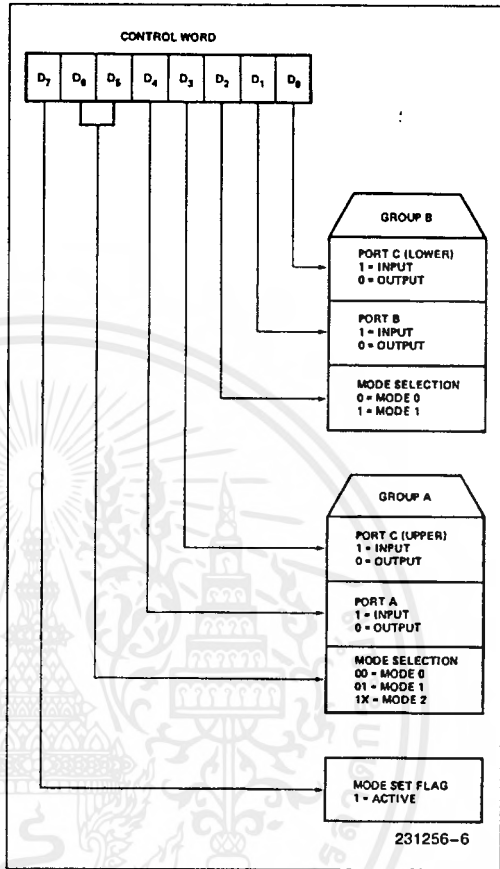 CONTROL WORD
D7 D6 D5 D4 D3 D2 D1 D0
GROUP B
PORT C (LOWER)
1 = INPUT
0 = OUTPUT
PORT B
1 = INPUT
0 = OUTPUT
MODE SELECTION
0 = MODE 0
1 = MODE 1
GROUP A
PORT C (UPPER)
1 = INPUT
0 = OUTPUT
PORT A
1 = INPUT
0 = OUTPUT
MODE SELECTION
00 = MODE 0
01 = MODE 1
1X = MODE 2
MODE SET FLAG
1 = ACTIVE
231256-6